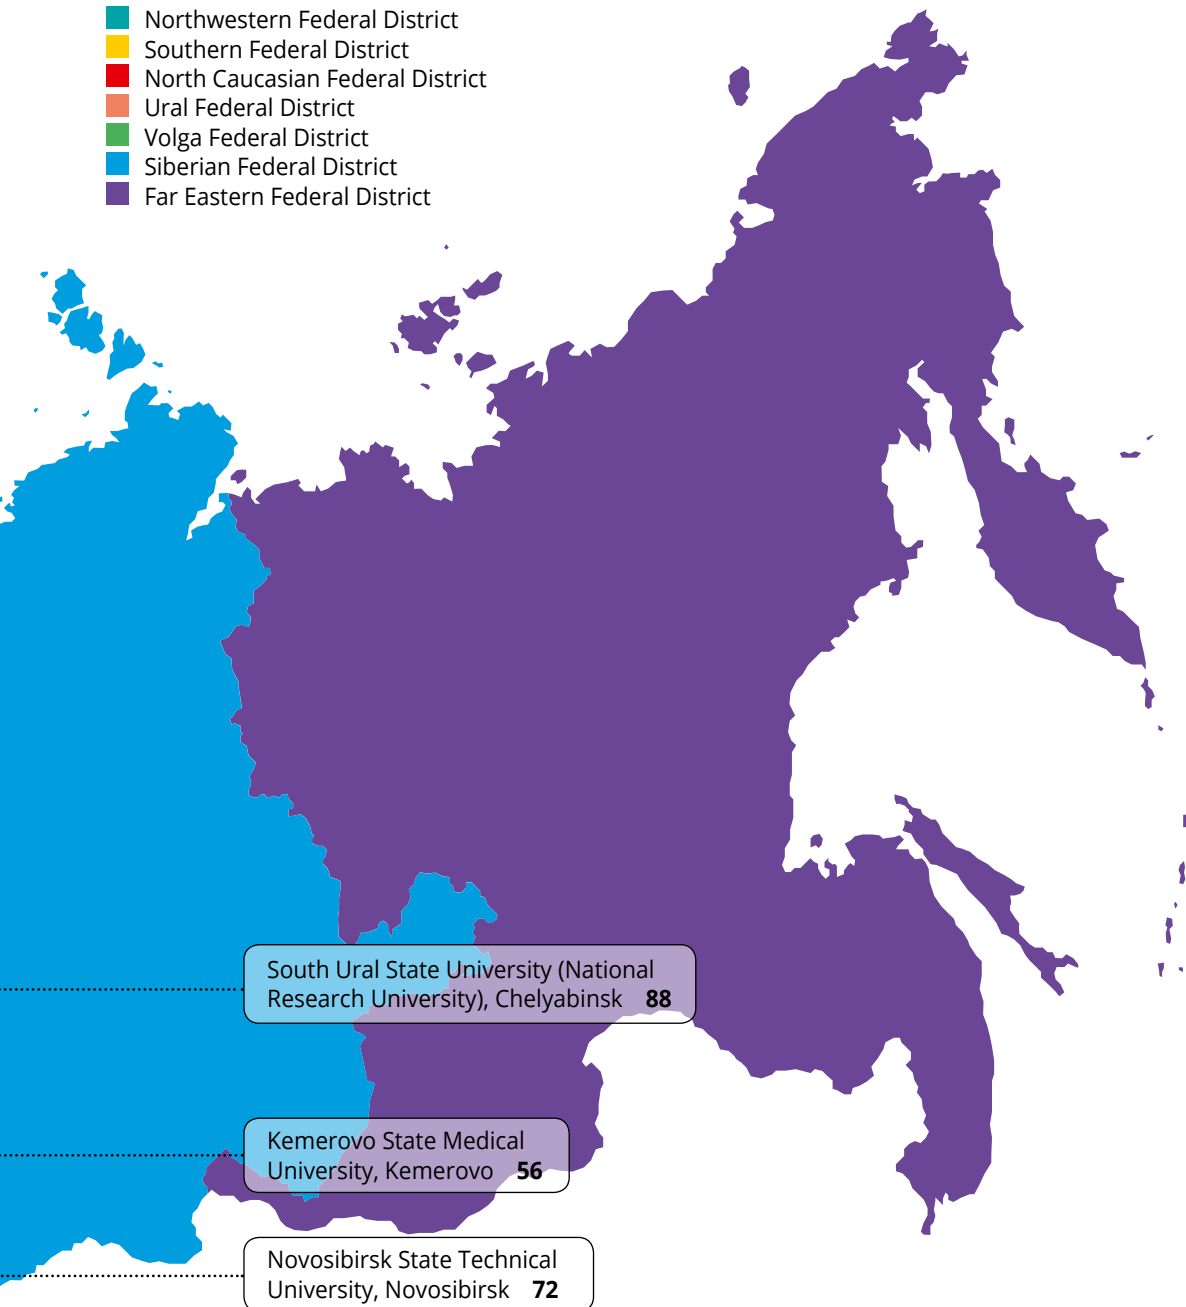 Northwestern Federal District
Southern Federal District
North Caucasian Federal District
Ural Federal District
Volga Federal District
Siberian Federal District
Far Eastern Federal District
South Ural State University (National
Research University), Chelyabinsk 88
Kemerovo State Medical
University, Kemerovo 56
Novosibirsk State Technical
University, Novosibirsk 72